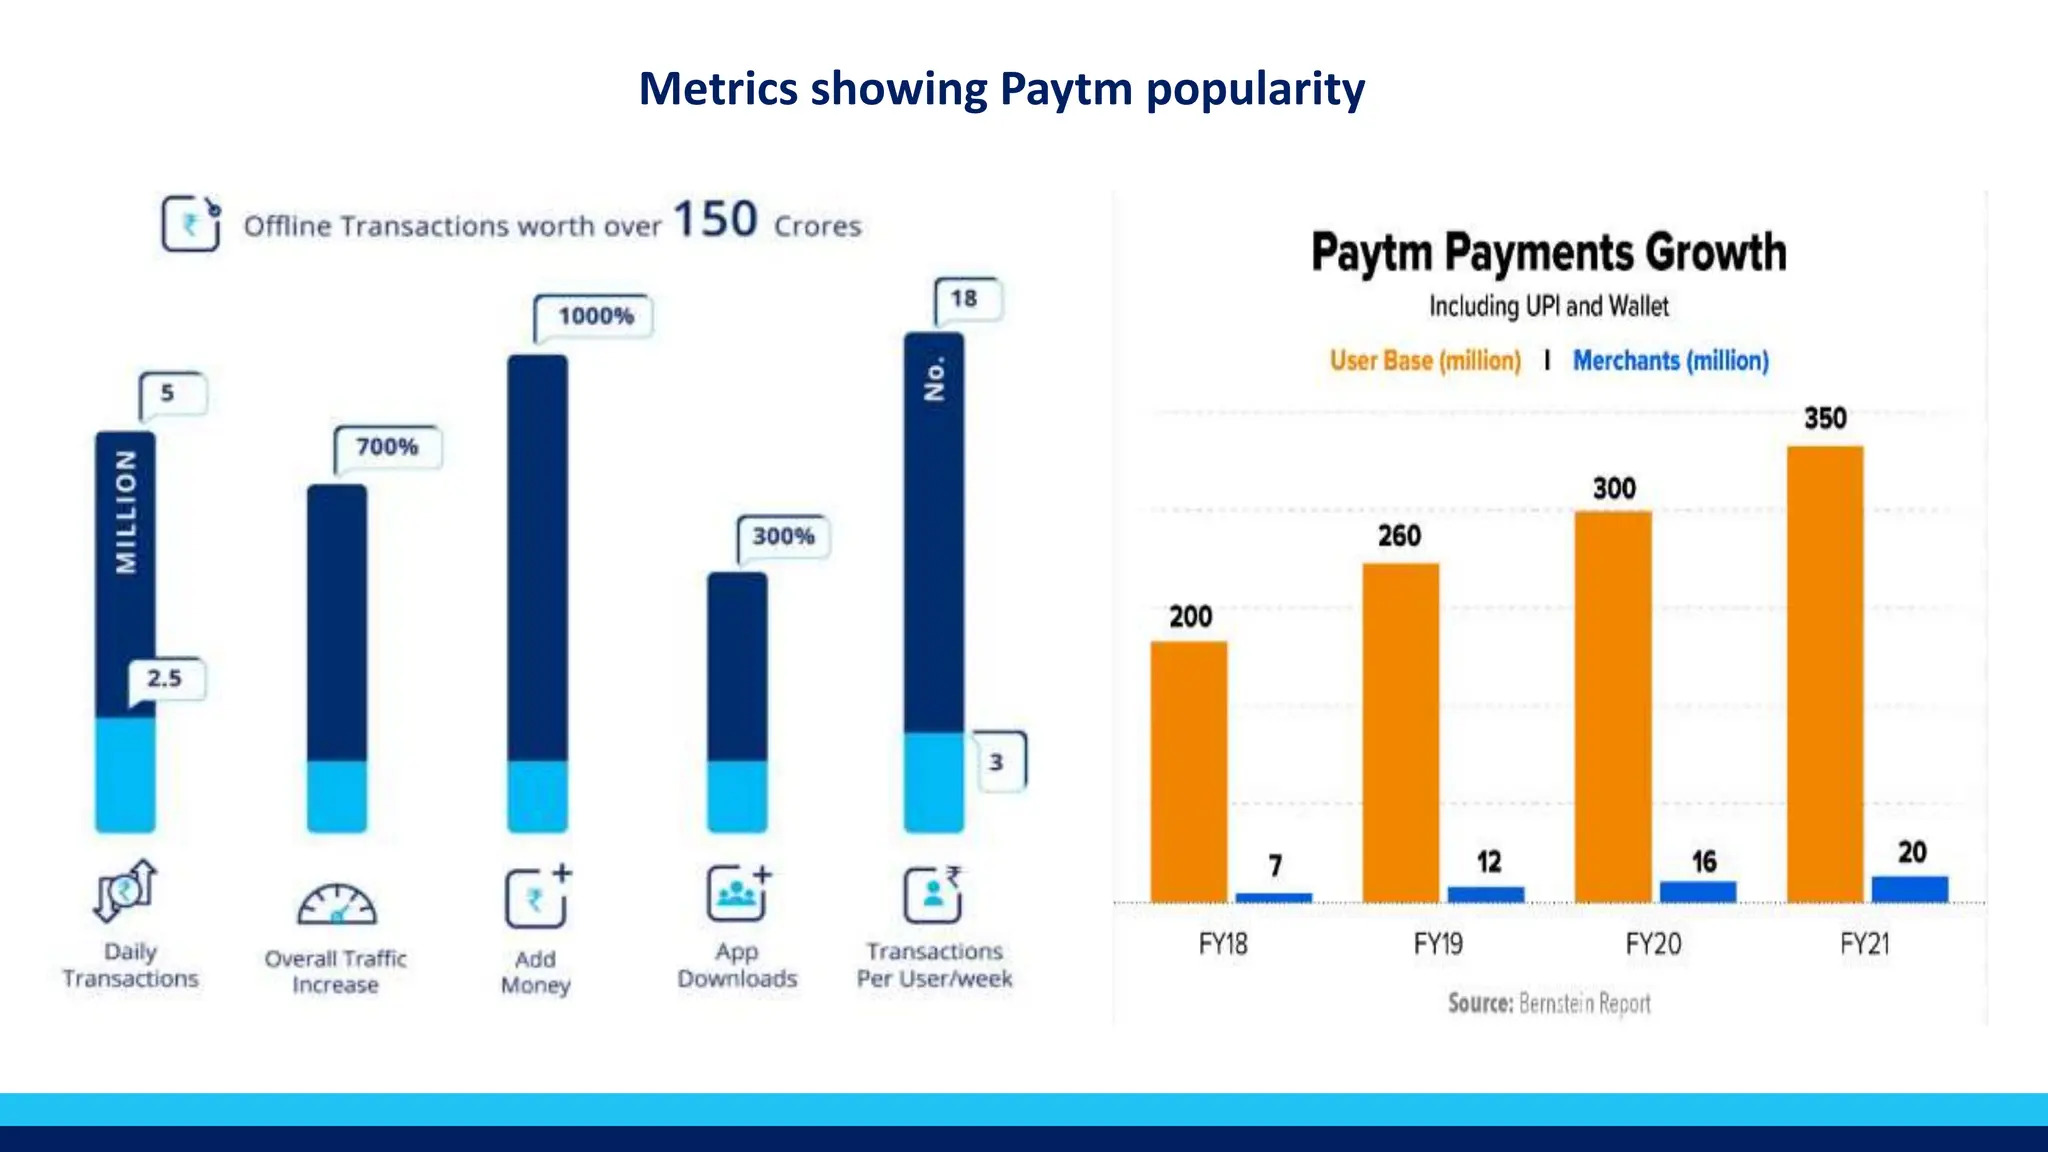 Metrics showing Paytm popularity
₹ Offline Transactions worth over 150 Crores
5
MILLION
2.5
700%
1000%
300%
18
No.
3
₹
₹
₹
Daily
Transactions
Overall Traffic
Increase
Add
Money
App
Downloads
Transactions
Per User/week
Paytm Payments Growth
Including UPI and Wallet
User Base (million) | Merchants (million)
200
7
260
12
300
16
350
20
FY18
FY19
FY20
FY21
Source: Bernstein Report